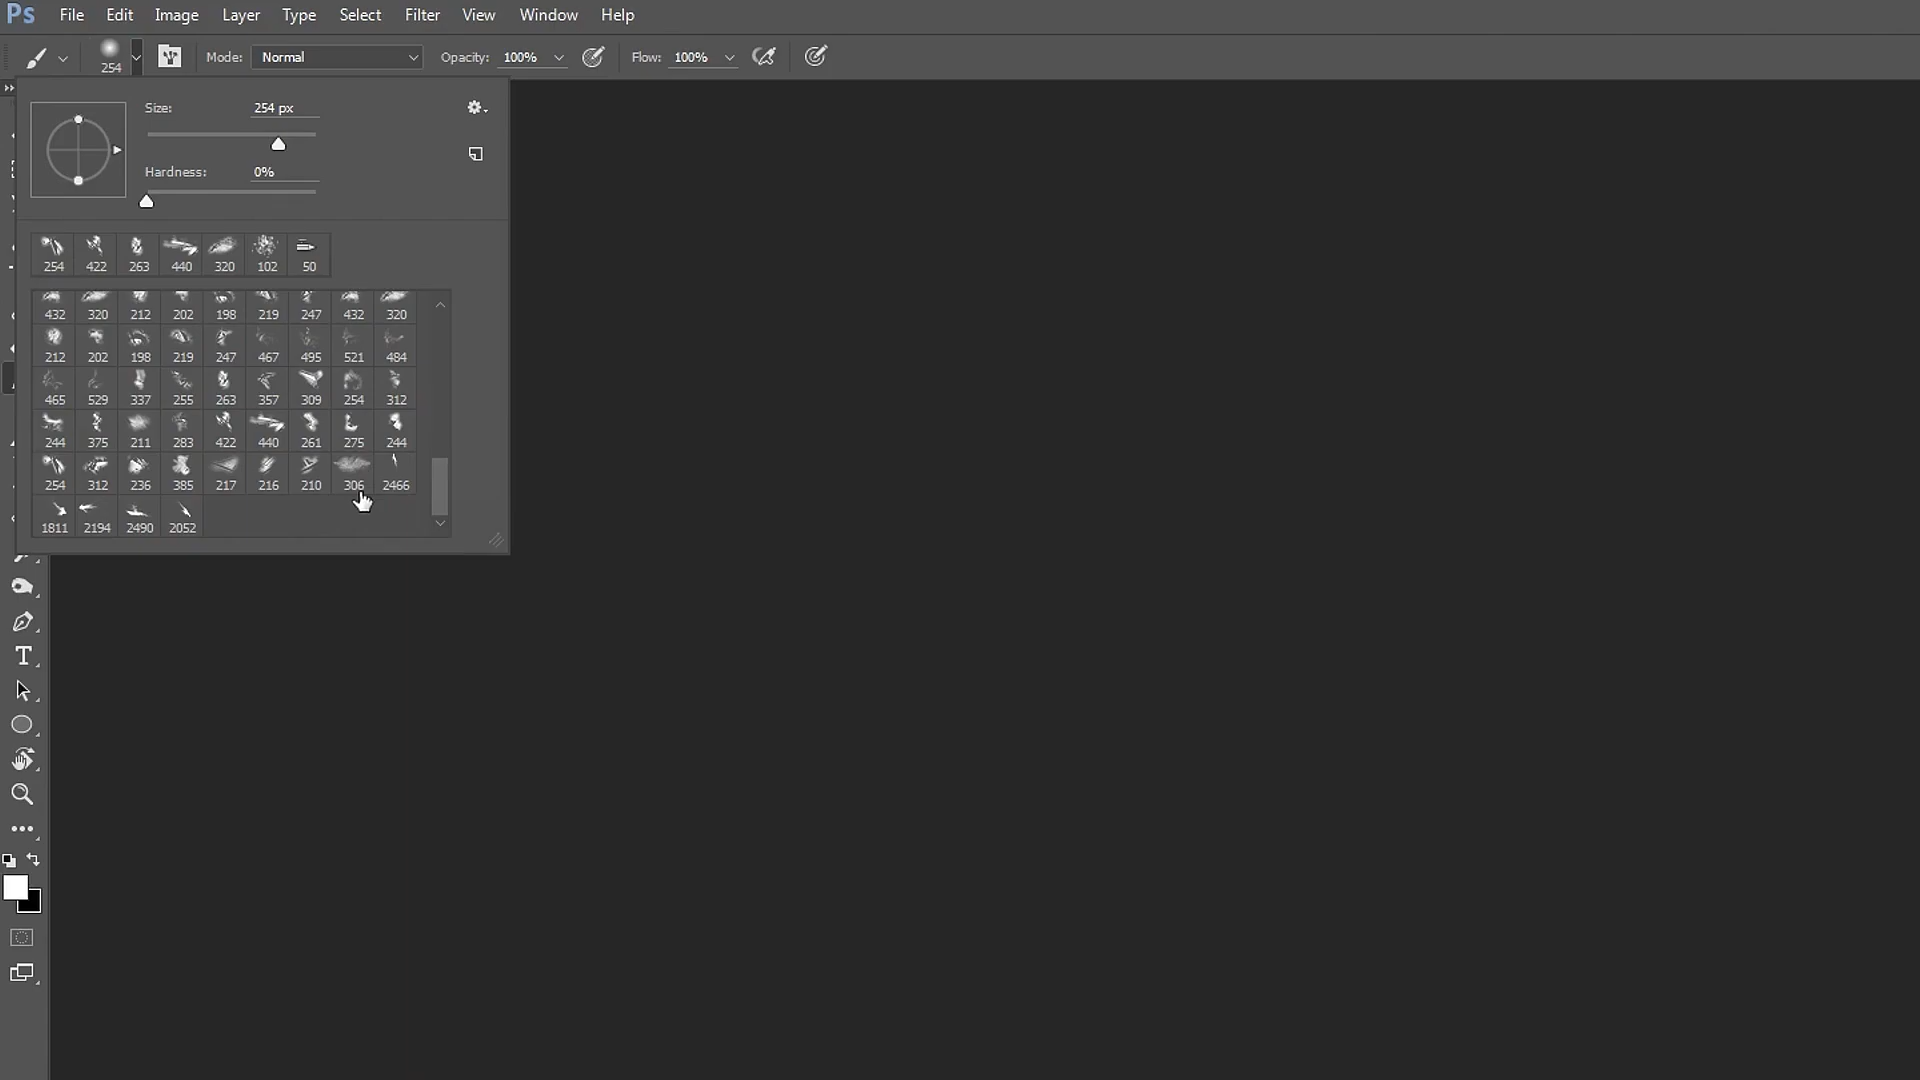 Ps File Edit Image Layer Type Select Filter View Window Help
254 Mode: Normal Opacity: 100% Flow: 100%
Size: 254 px
Hardness: 0%
254 422 263 440 320 102 50
432 320 212 202 198 219 247 432 320
212 202 198 219 247 467 495 521 484
465 529 337 255 263 357 309 254 312
244 375 211 283 422 440 261 275 244
254 312 236 385 217 216 210 306 2466
1811 2194 2490 2052
T